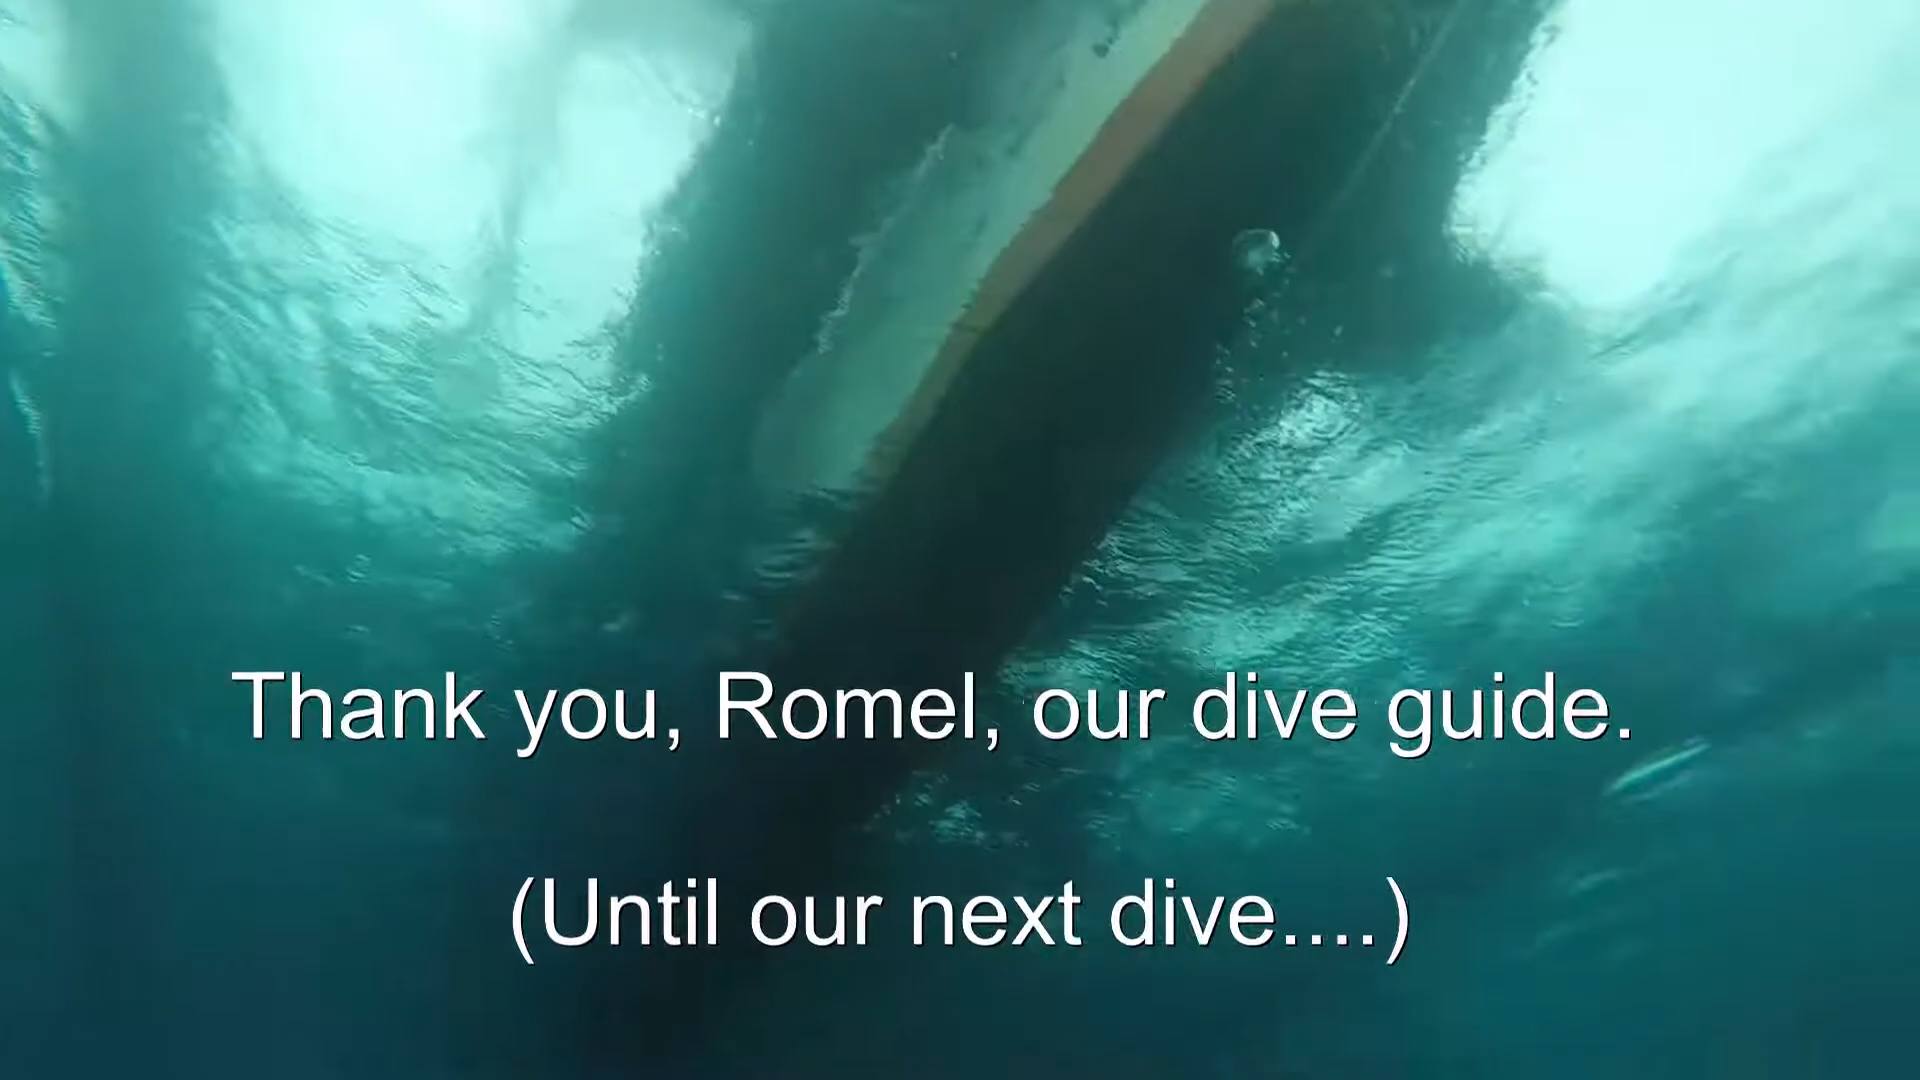 Thank you, Romel, our dive guide.
(Until our next dive....)